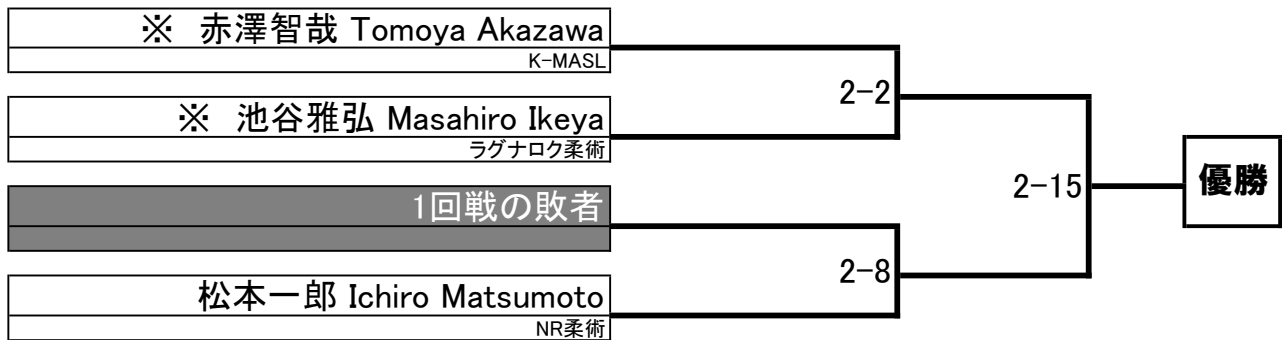 ※ 赤澤智哉 Tomoya Akazawa
K-MASL
2-2
※ 池谷雅弘 Masahiro Ikeya
ラグナロク柔術
2-15
優勝
1回戦の敗者
2-8
松本一郎 Ichiro Matsumoto
NR柔術